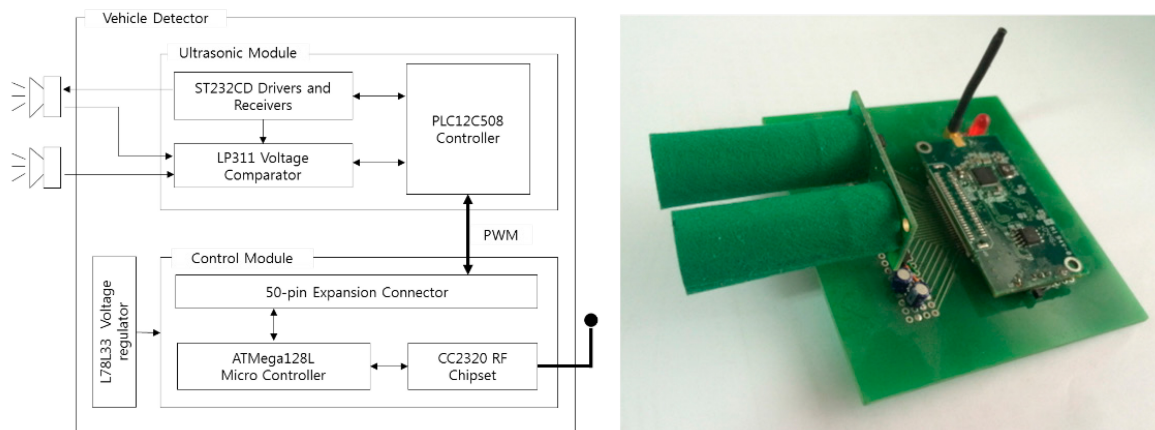 Vehicle Detector
Ultrasonic Module
ST232CD Drivers and
Receivers
PLC12C508
Controller
LP311 Voltage
Comparator
PWM
Control Module
L78L33 Voltage
regulator
50-pin Expansion Connector
ATMega128L
Micro Controller
CC2320 RF
Chipset